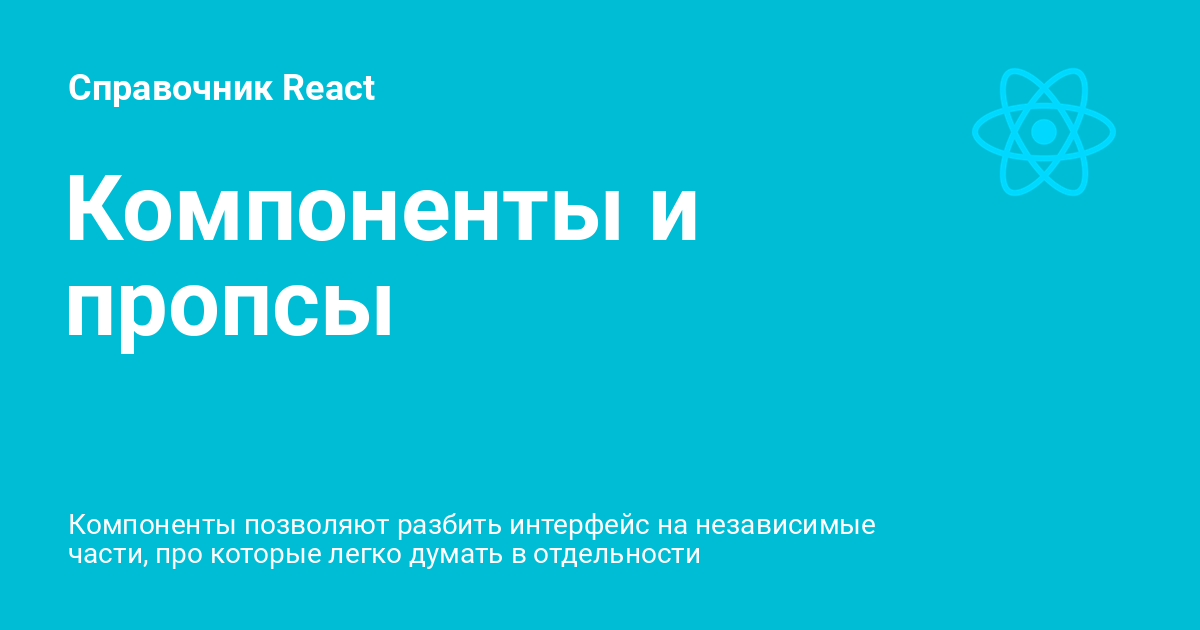 Справочник React
Компоненты и
пропсы
Компоненты позволяют разбить интерфейс на независимые
части, про которые легко думать в отдельности